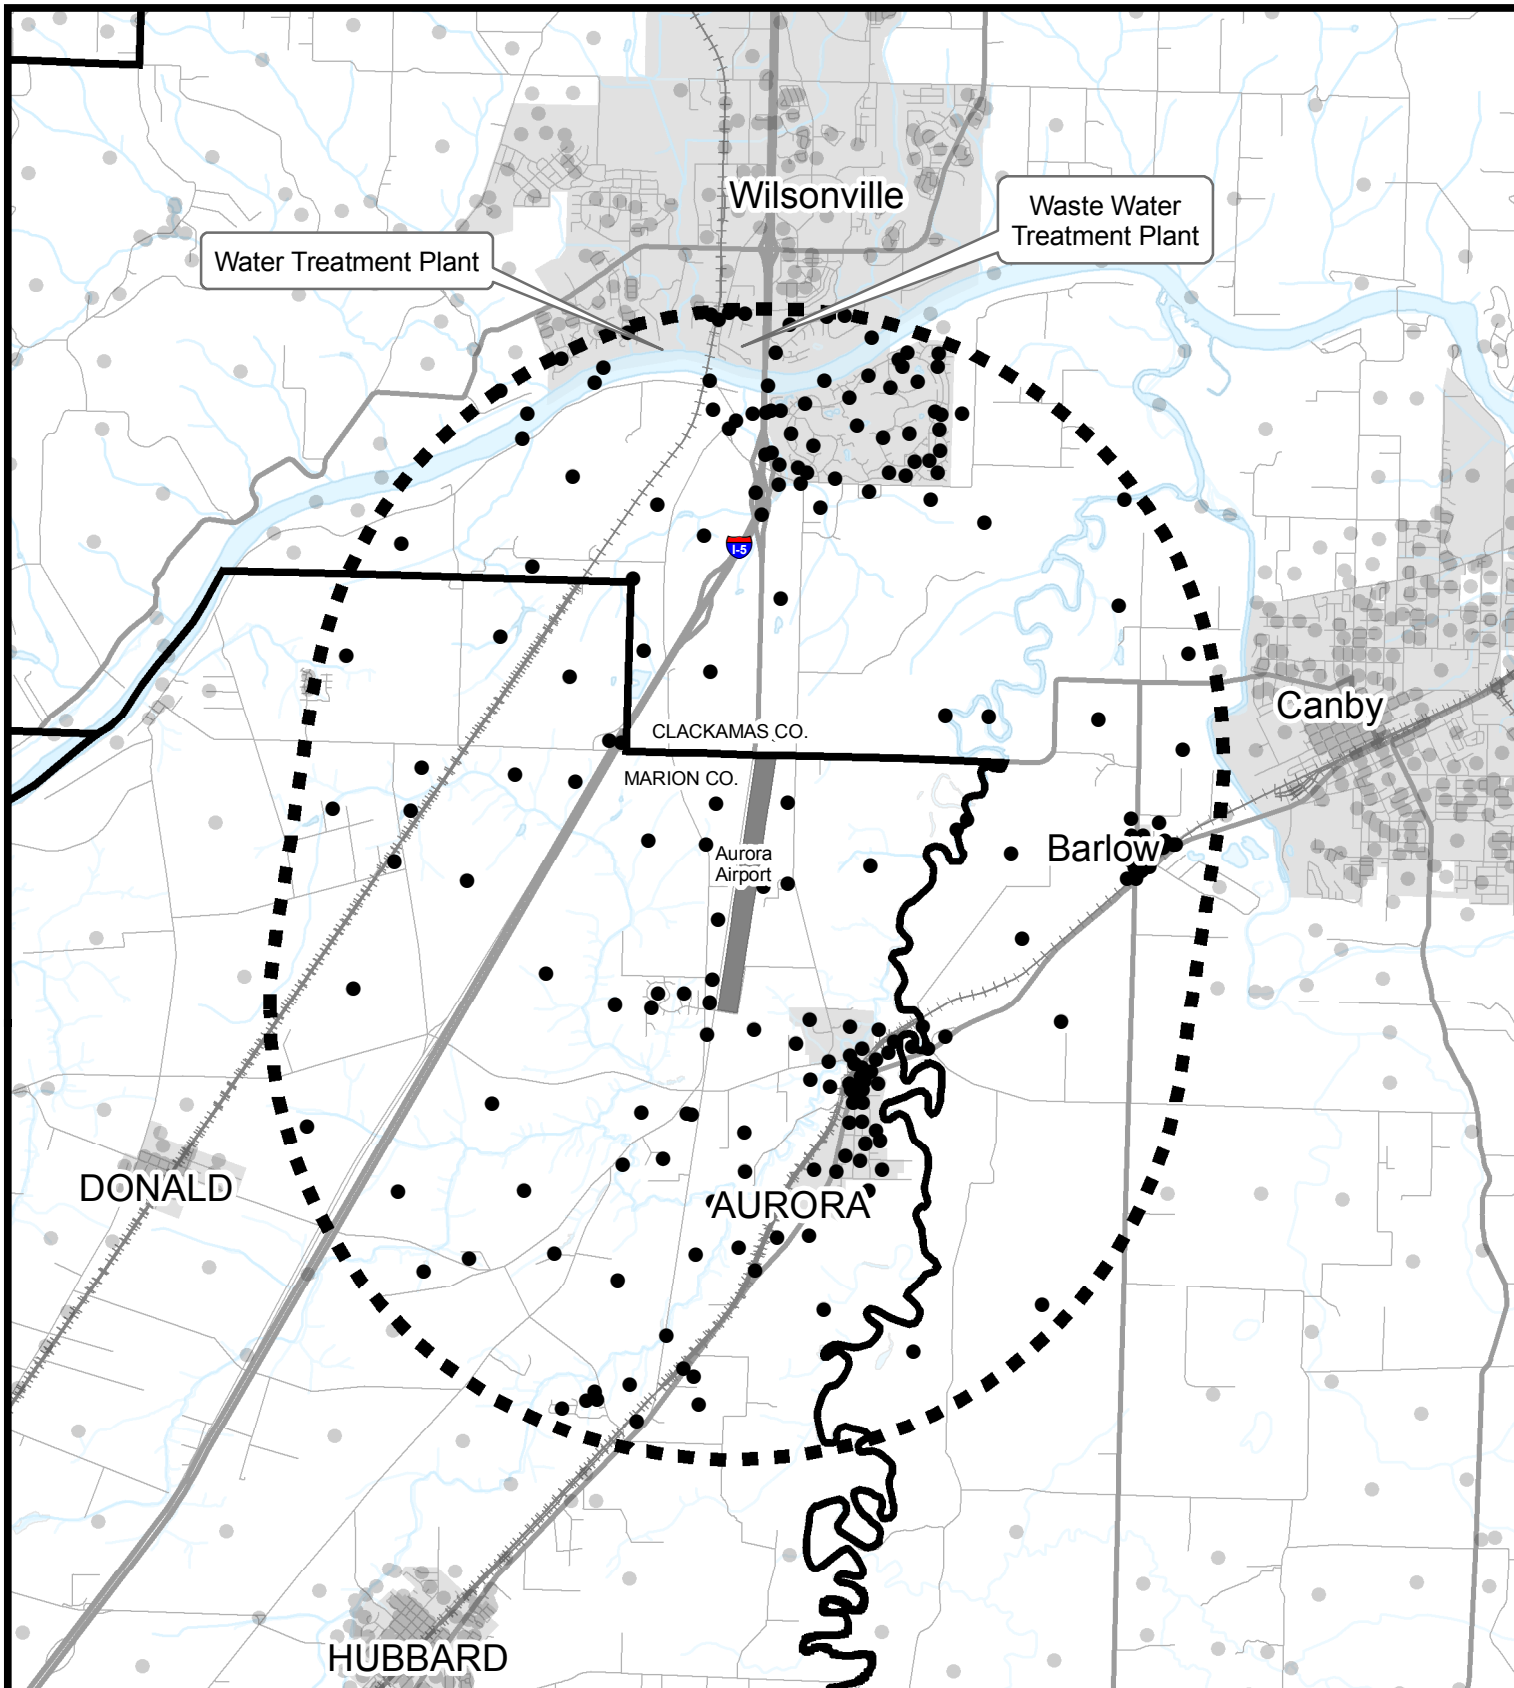 Wilsonville
Waste Water
Treatment Plant
Water Treatment Plant
I-5
Canby
CLACKAMAS CO.
MARION CO.
Barlow
Aurora
Airport
DONALD
AURORA
HUBBARD